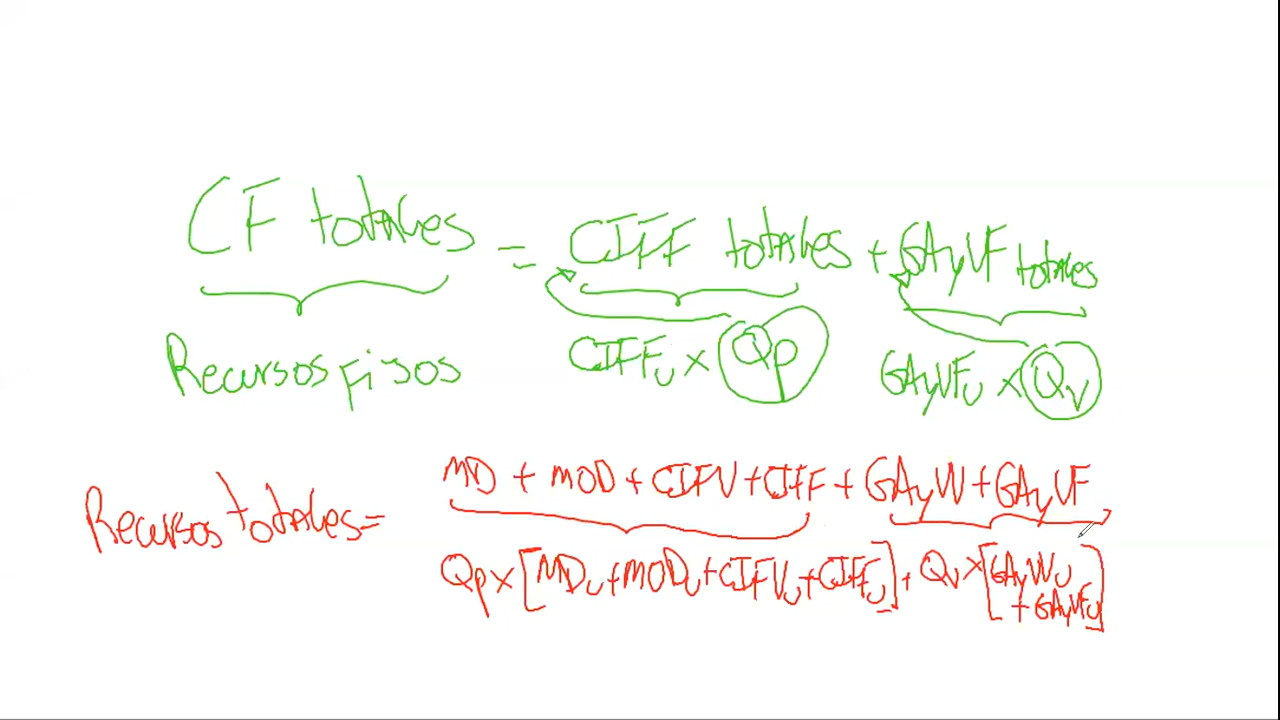 CF totales = CIFF totales + GAyVF totales
Recursos fijos CIFFu x Qp GAyVFu x Qv
Recursos totales = MD + MOD + CIFV + CIFF + GAyVV + GAyVF
Qp x [MDu + MODu + CIFVu + CIFFu] + Qv x [GAyVVu
+ GAyVFu]